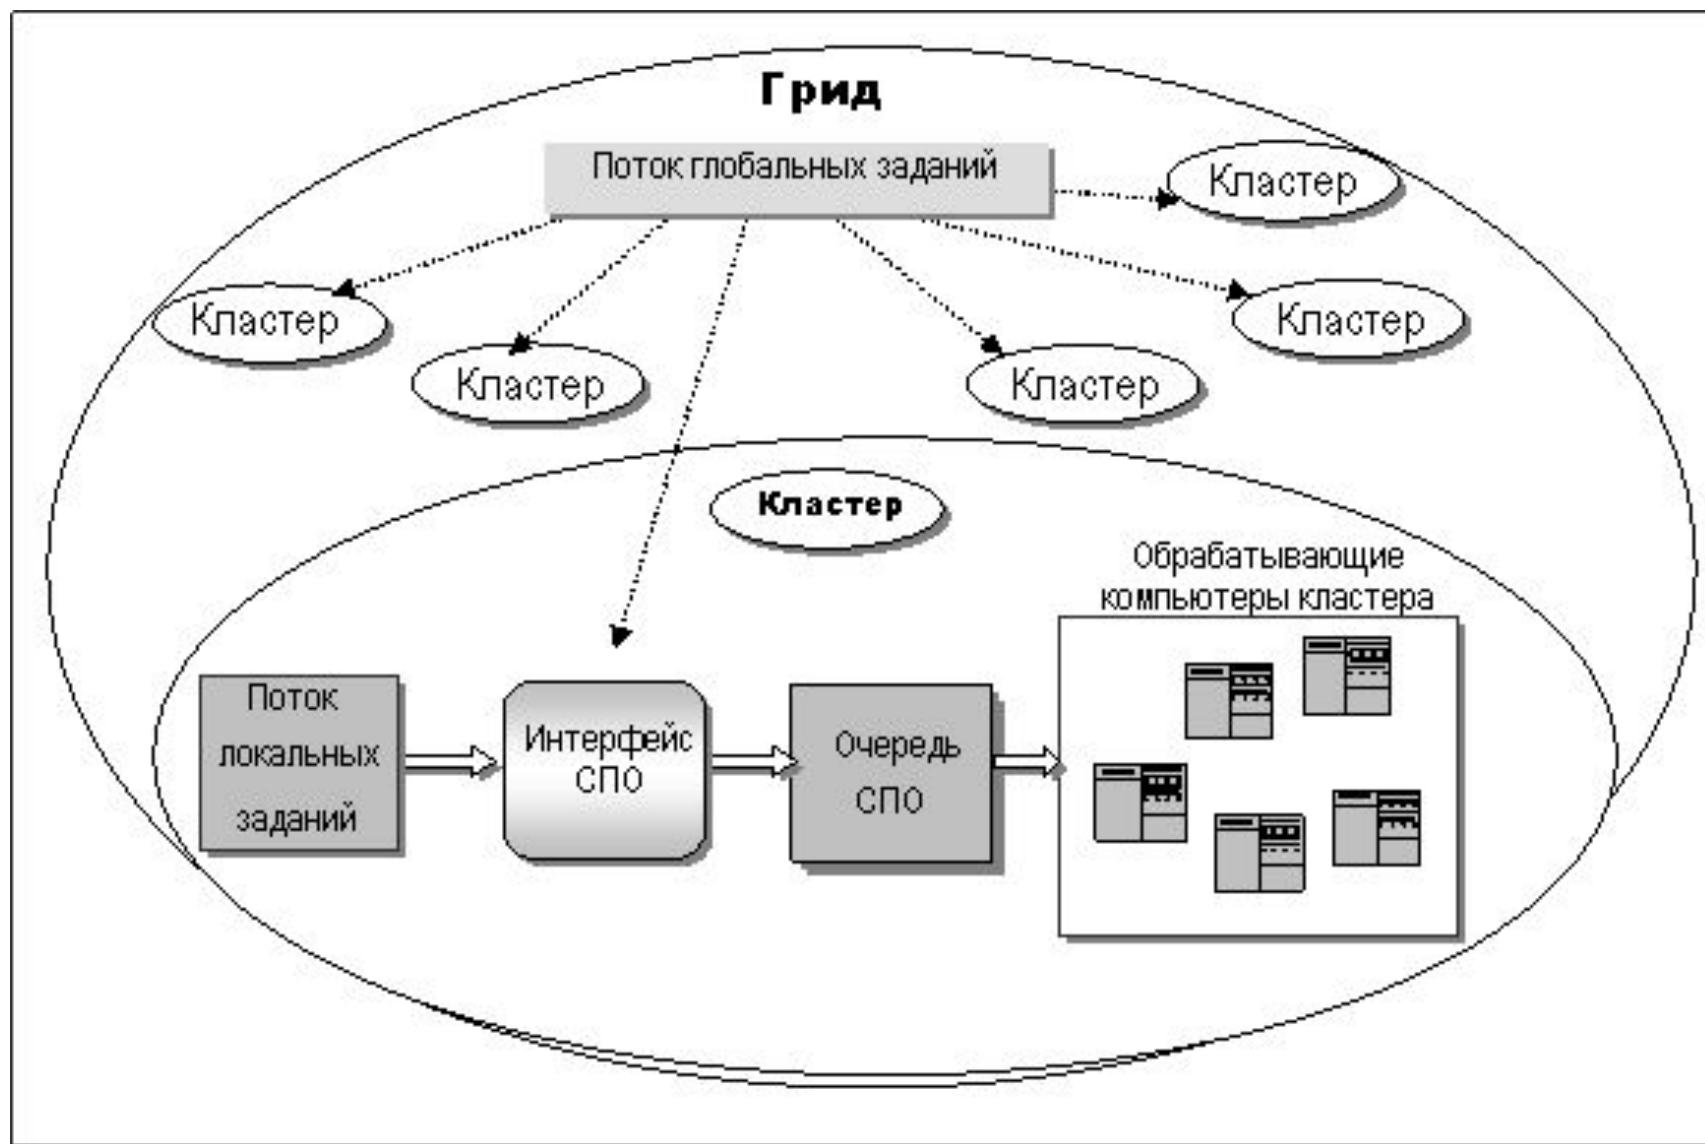 Грид
Поток глобальных заданий
Кластер
Кластер
Кластер
Кластер
Кластер
Кластер
Обрабатывающие
компьютеры кластера
Поток
локальных
заданий
Интерфейс
СПО
Очередь
СПО